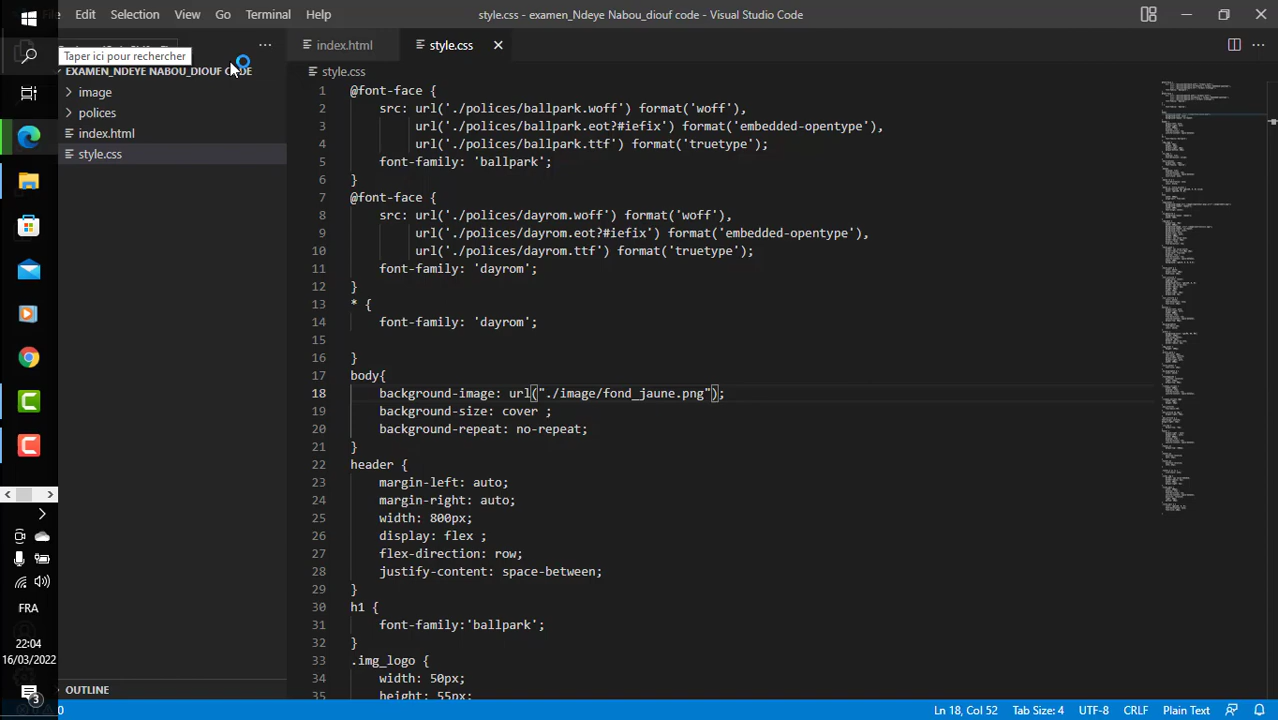 Edit Selection View Go Terminal Help
style.css - examen_Ndeye Nabou_diouf code - Visual Studio Code
Taper ici pour rechercher
EXAMEN_NDEYE NABOU_DIOUF CODE
image
polices
index.html
style.css
OUTLINE
index.html
style.css
style.css
1 @font-face {
2 src: url('./polices/ballpark.woff') format('woff'),
3 url('./polices/ballpark.eot?#iefix') format('embedded-opentype'),
4 url('./polices/ballpark.ttf') format('truetype');
5 font-family: 'ballpark';
6 }
7 @font-face {
8 src: url('./polices/dayrom.woff') format('woff'),
9 url('./polices/dayrom.eot?#iefix') format('embedded-opentype'),
10 url('./polices/dayrom.ttf') format('truetype');
11 font-family: 'dayrom';
12 }
13 * {
14 font-family: 'dayrom';
15
16 }
17 body{
18 background-image: url("./image/fond_jaune.png");
19 background-size: cover ;
20 background-repeat: no-repeat;
21 }
22 header {
23 margin-left: auto;
24 margin-right: auto;
25 width: 800px;
26 display: flex ;
27 flex-direction: row;
28 justify-content: space-between;
29 }
30 h1 {
31 font-family:'ballpark';
32 }
33 .img_logo {
34 width: 50px;
35 height: 55px;
FRA
22:04
16/03/2022
3
0
Ln 18, Col 52 Tab Size: 4 UTF-8 CRLF Plain Text